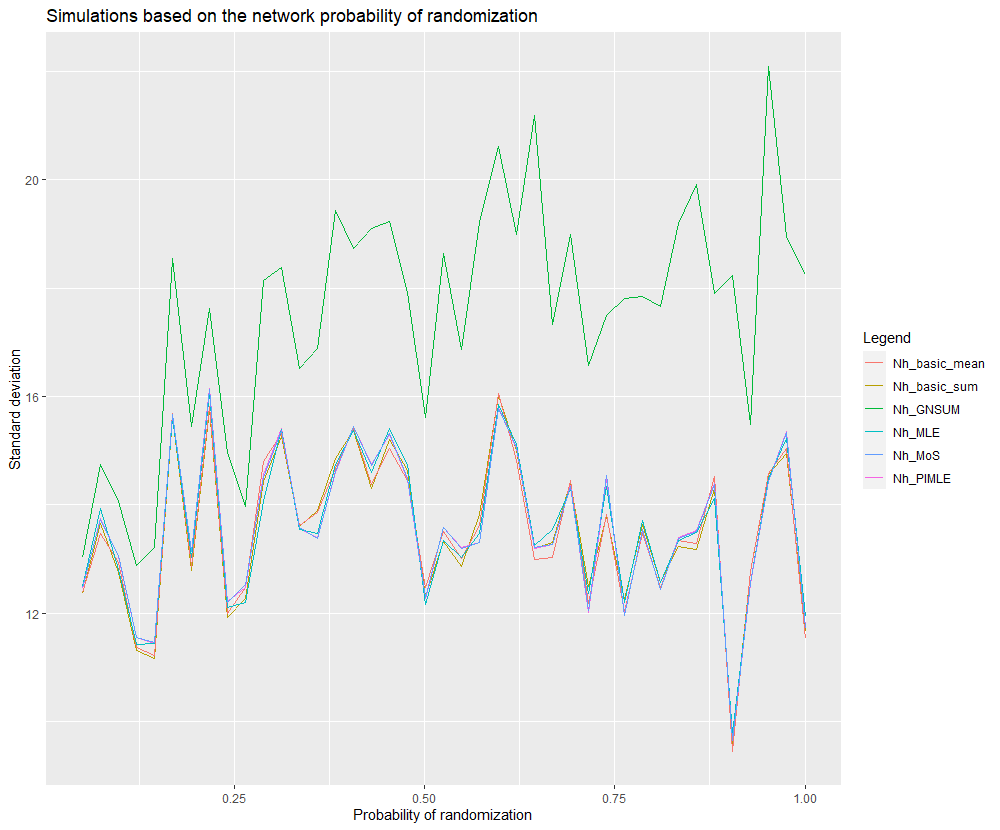 Simulations based on the network probability of randomization
Standard deviation
20
16
12
0.25
0.50
0.75
1.00
Probability of randomization
Legend
Nh_basic_mean
Nh_basic_sum
Nh_GNSUM
Nh_MLE
Nh_MoS
Nh_PIMLE